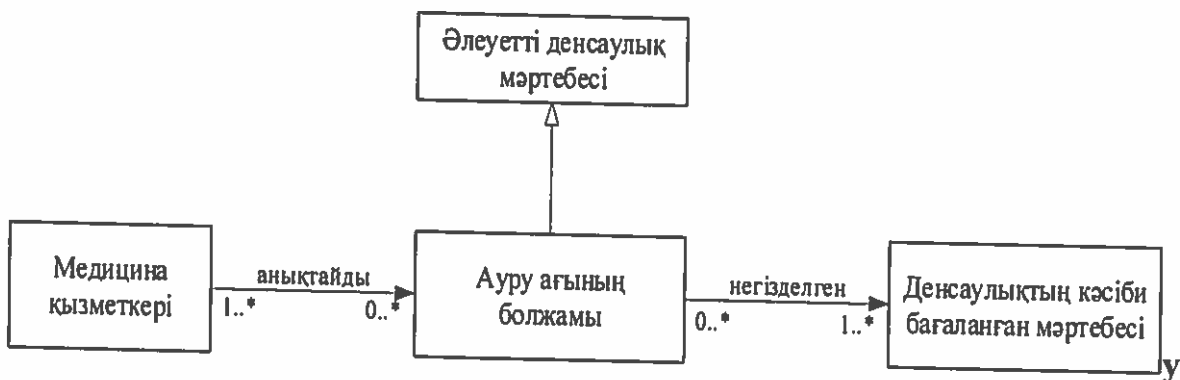 Әлеуетті денсаулық
мәртебесі
Медицина
қызметкері
анықтайды
1..*
0..*
Ауру ағының
болжамы
негізделген
0..*
1..*
Денсаулықтың кәсіби
бағаланған мәртебесі
у